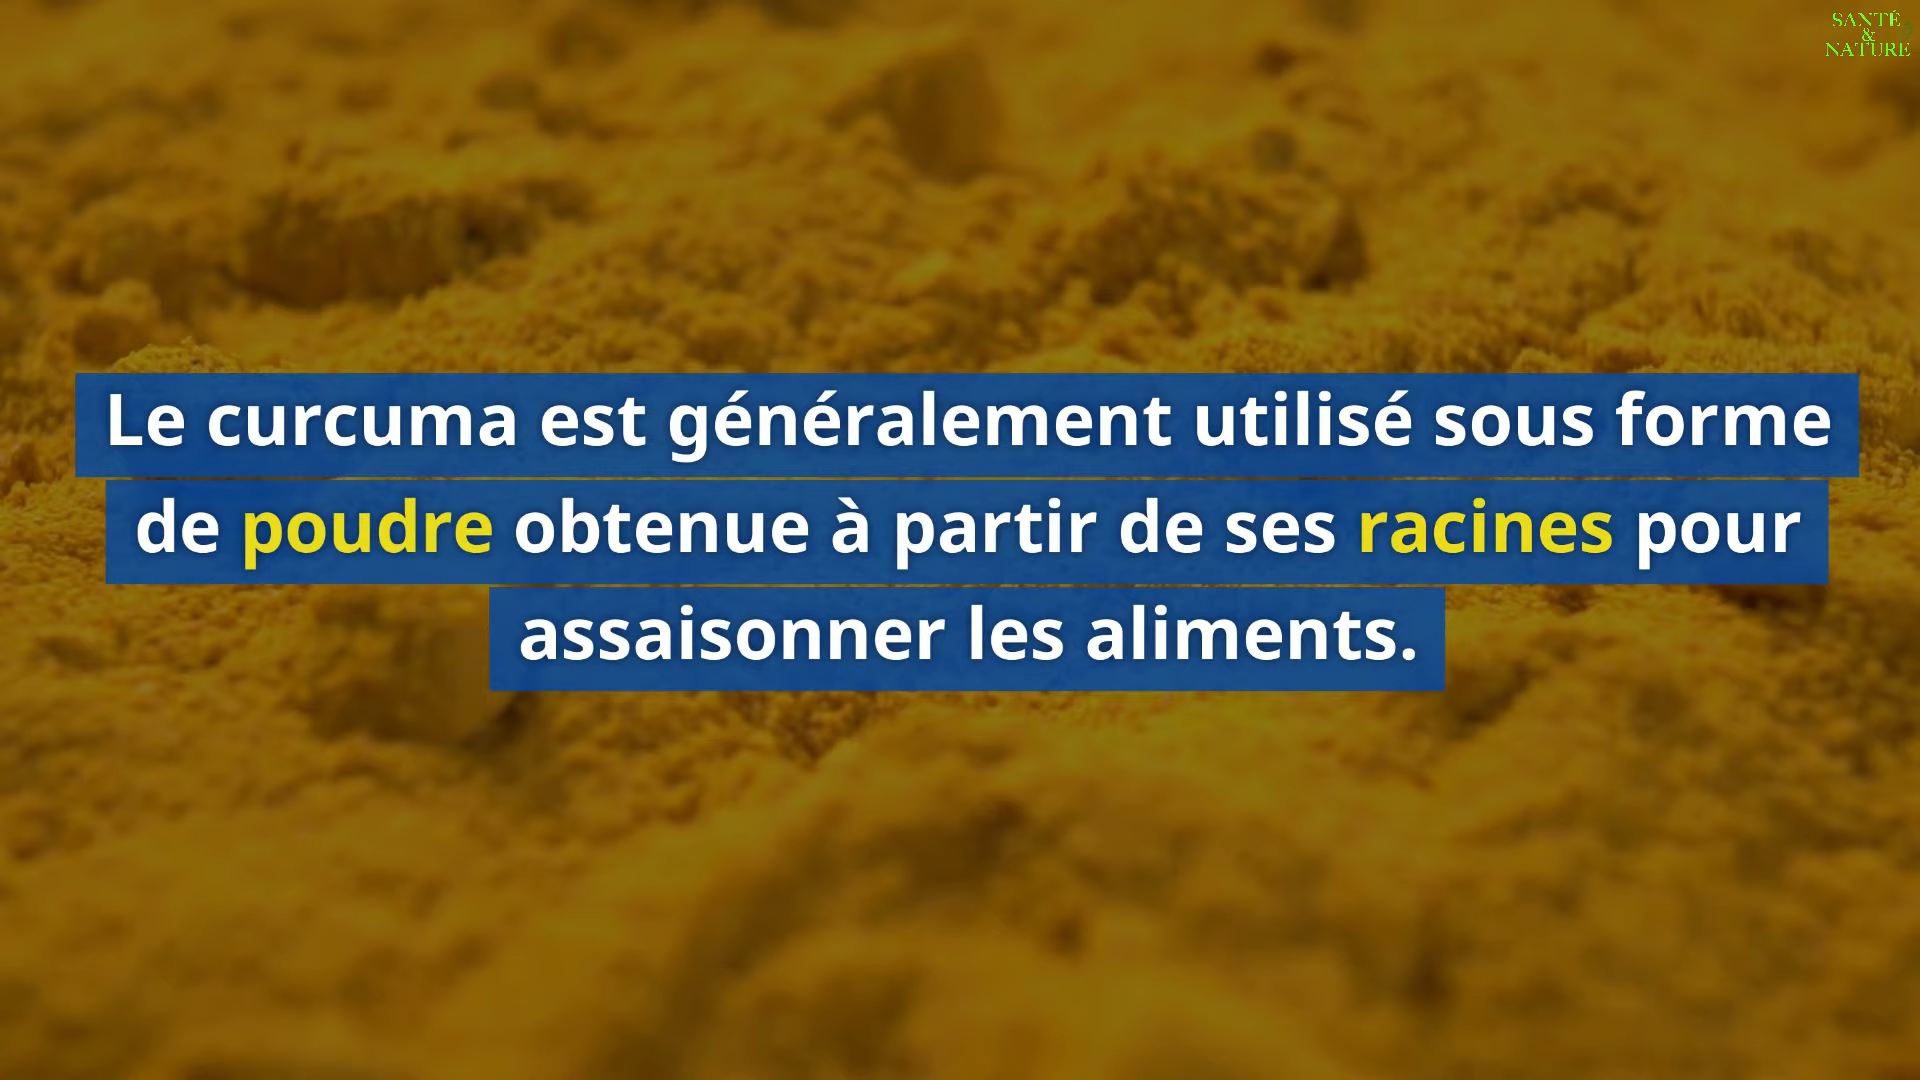 SANTÉ
&
NATURE
Le curcuma est généralement utilisé sous forme
de poudre obtenue à partir de ses racines pour
assaisonner les aliments.